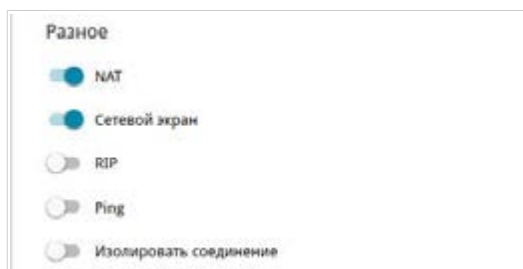 Разное
NAT
Сетевой экран
RIP
Ping
Изолировать соединение